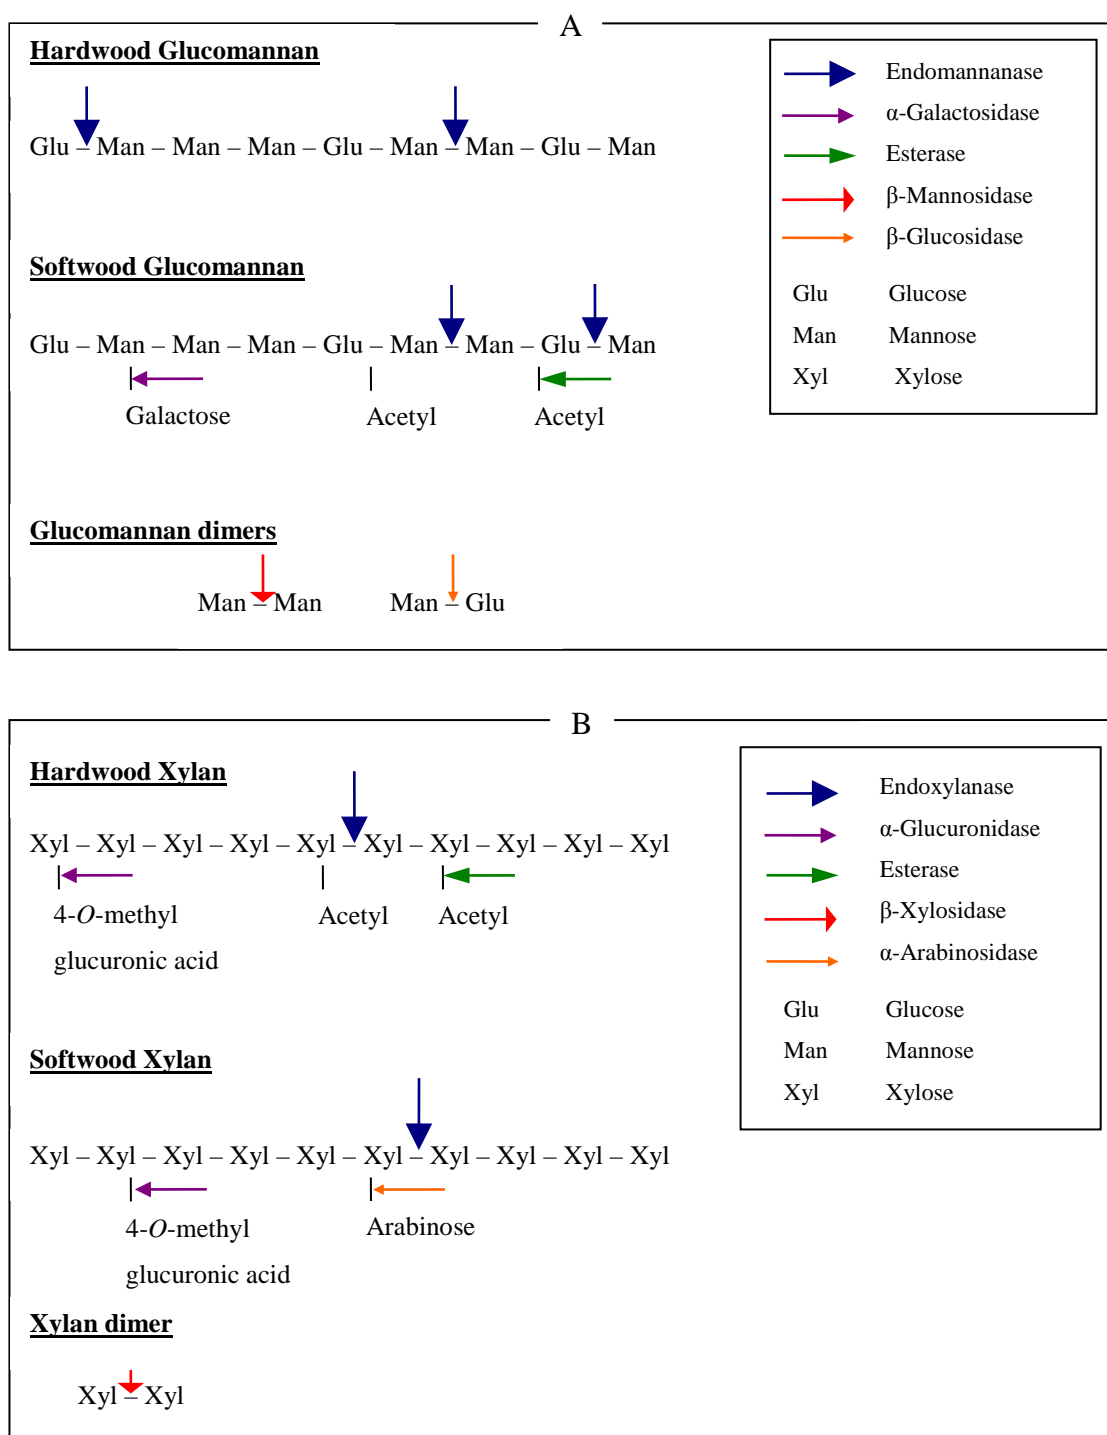 A
Hardwood Glucomannan
Glu – Man – Man – Man – Glu – Man – Man – Glu – Man
Softwood Glucomannan
Glu – Man – Man – Man – Glu – Man – Man – Glu – Man
Galactose Acetyl Acetyl
Glucomannan dimers
Man – Man Man – Glu
Endomannanase
α-Galactosidase
Esterase
β-Mannosidase
β-Glucosidase
Glu Glucose
Man Mannose
Xyl Xylose
B
Hardwood Xylan
Xyl – Xyl – Xyl – Xyl – Xyl – Xyl – Xyl – Xyl – Xyl – Xyl
4-O-methyl Acetyl Acetyl
glucuronic acid
Softwood Xylan
Xyl – Xyl – Xyl – Xyl – Xyl – Xyl – Xyl – Xyl – Xyl – Xyl
4-O-methyl Arabinose
glucuronic acid
Xylan dimer
Xyl – Xyl
Endoxylanase
α-Glucuronidase
Esterase
β-Xylosidase
α-Arabinosidase
Glu Glucose
Man Mannose
Xyl Xylose